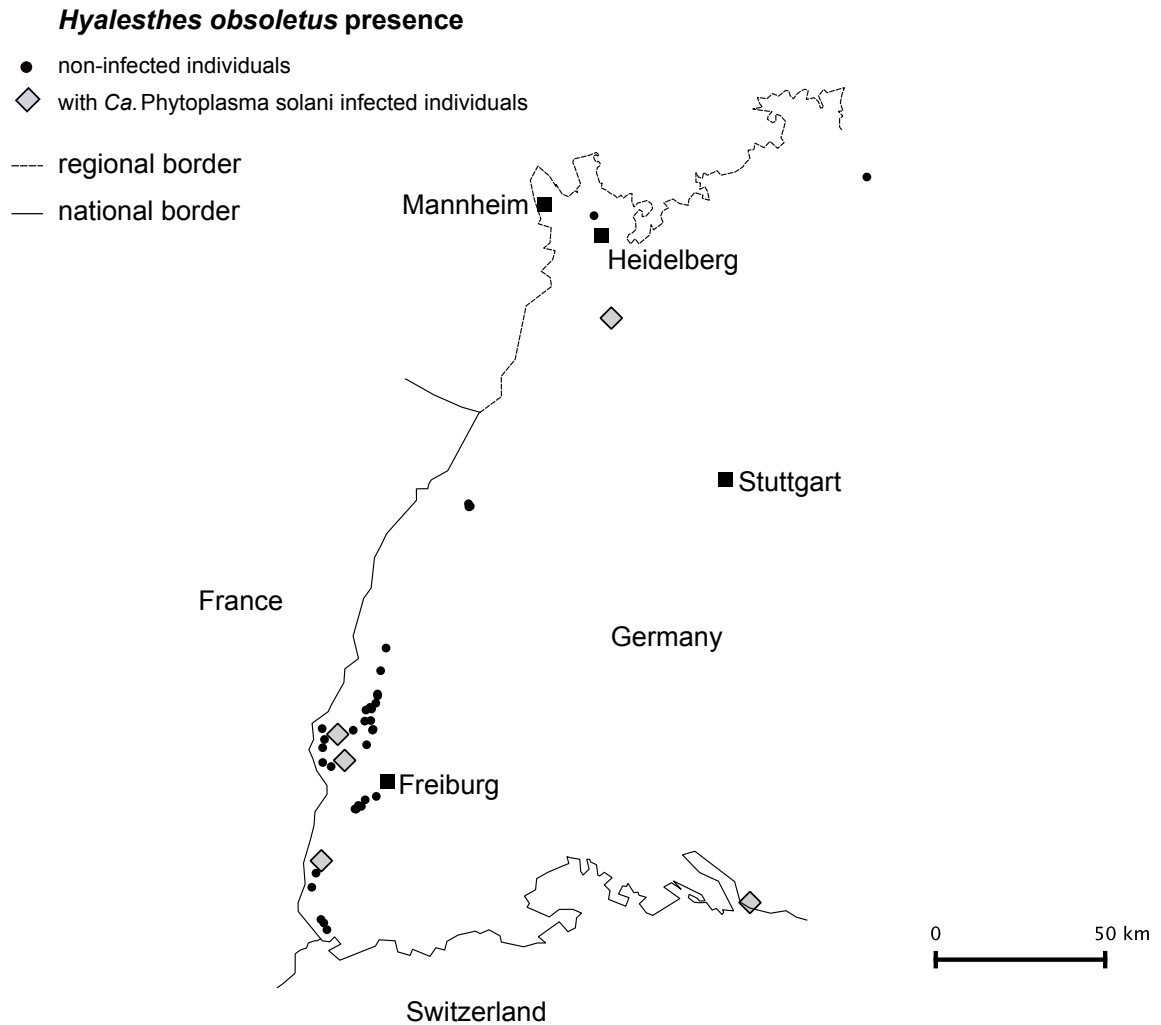 Hyalesthes obsoletus presence
non-infected individuals
with Ca. Phytoplasma solani infected individuals
regional border
national border
Mannheim
Heidelberg
Stuttgart
France
Germany
Freiburg
0 50 km
Switzerland